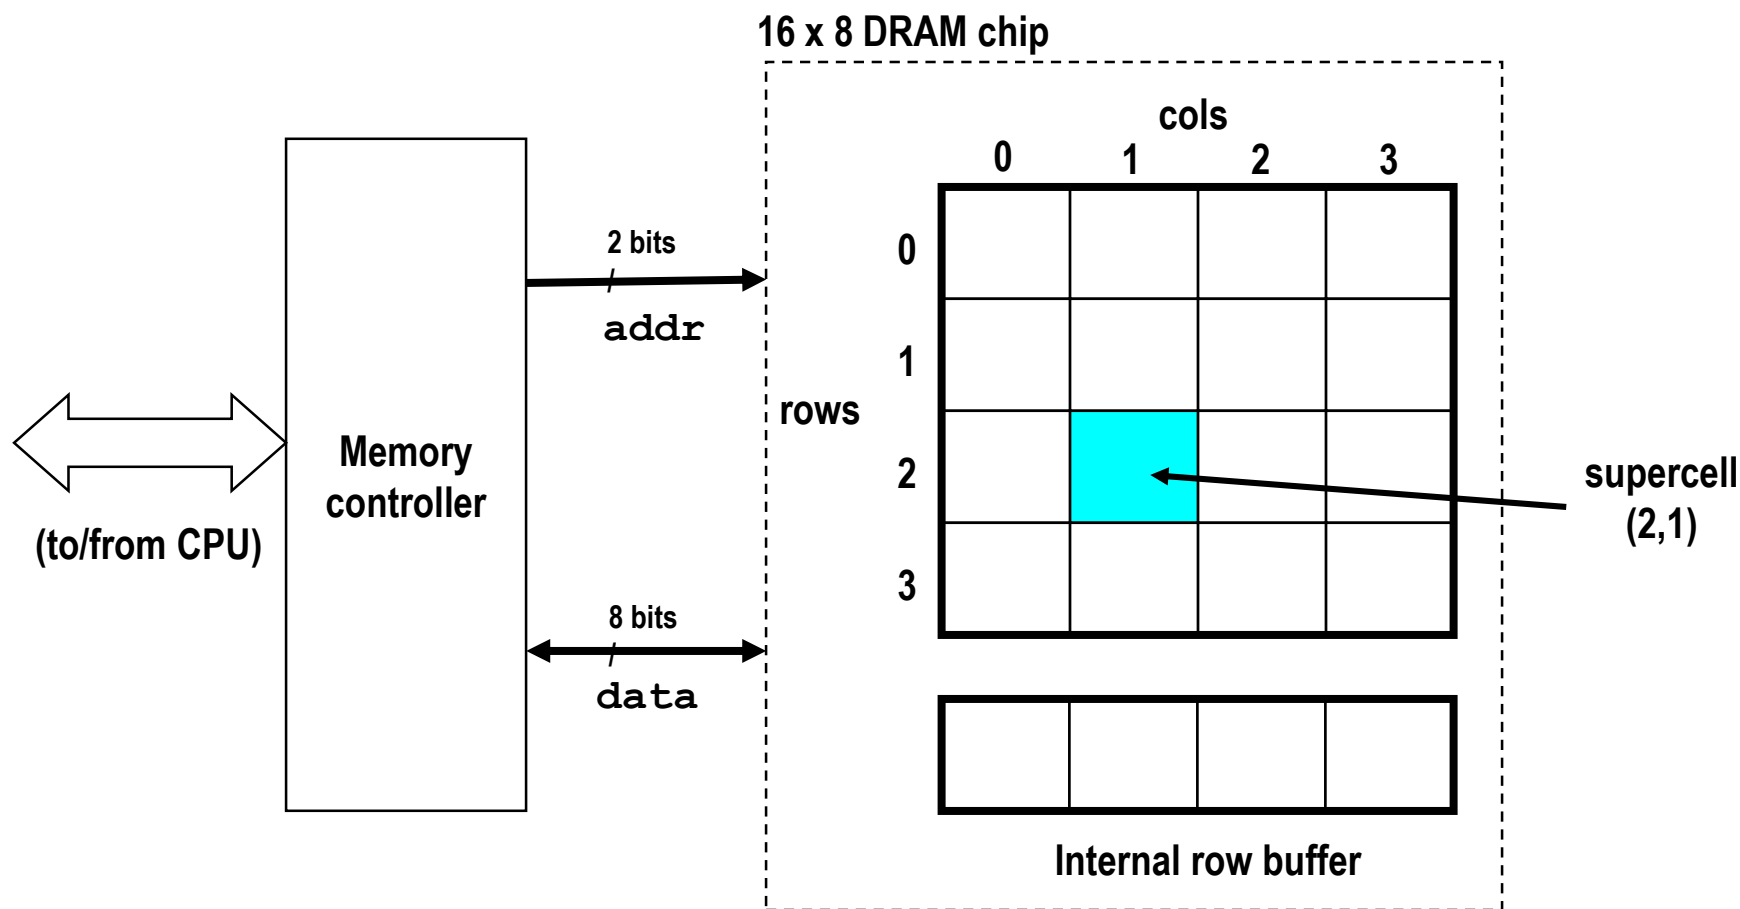 16 x 8 DRAM chip
cols
0 1 2 3
0
2 bits
addr
1
rows
Memory
controller
2
supercell
(2,1)
(to/from CPU)
3
8 bits
data
Internal row buffer